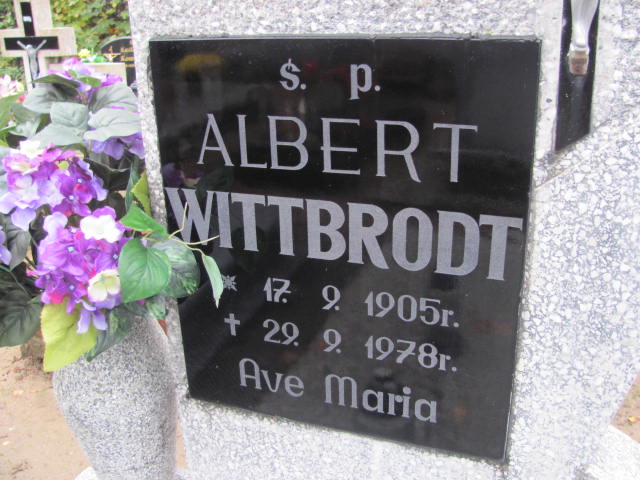 ś. p.
ALBERT
WITTBRODT
* 17. 9. 1905r.
✝ 29. 9. 1978r.
Ave Maria